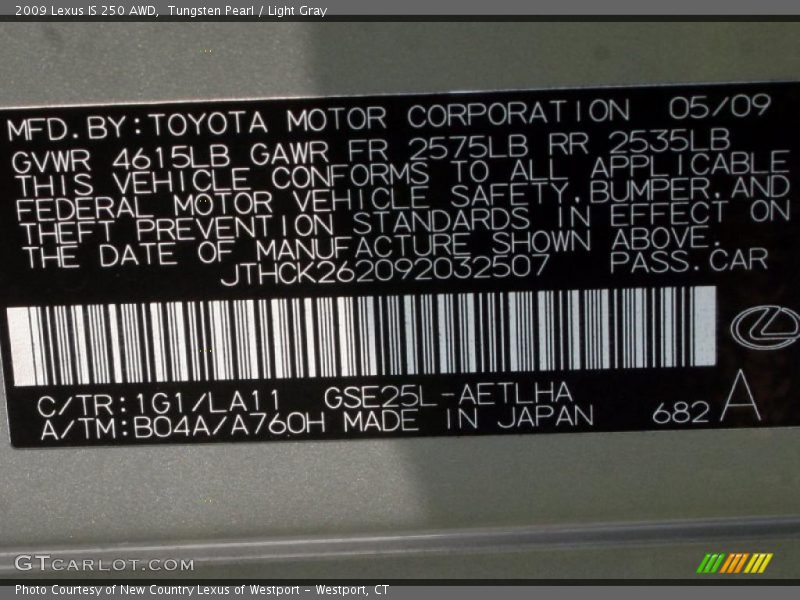 2009 Lexus IS 250 AWD,  Tungsten Pearl / Light Gray
MFD.BY:TOYOTA MOTOR CORPORATION 05/09
GVWR 4615LB GAWR FR 2575LB RR 2535LB
THIS VEHICLE CONFORMS TO ALL APPLICABLE
FEDERAL MOTOR VEHICLE SAFETY,BUMPER,AND
THEFT PREVENTION STANDARDS IN EFFECT ON
THE DATE OF MANUFACTURE SHOWN ABOVE.
JTHCK262092032507 PASS.CAR
C/TR:1G1/LA11 GSE25L-AETLHA
A/TM:B04A/A760H MADE IN JAPAN 682 A
GTCARLOT.COM
Photo Courtesy of New Country Lexus of Westport - Westport, CT